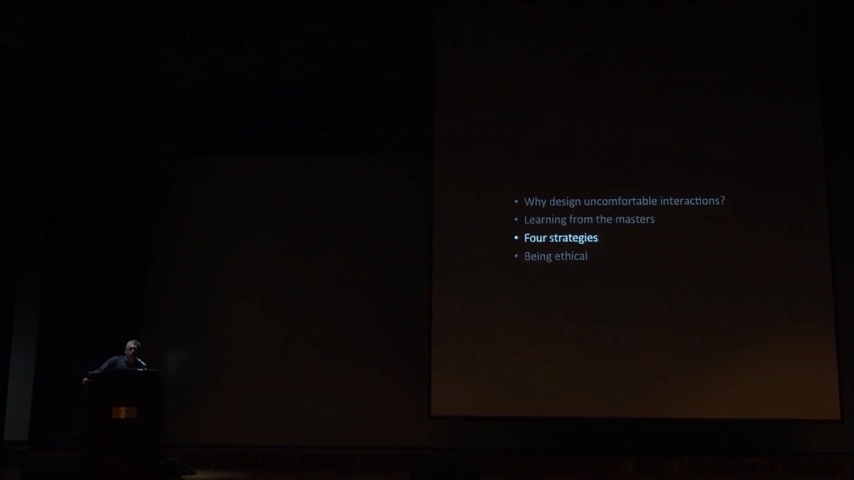 • Why design uncomfortable interactions?
• Learning from the masters
• Four strategies
• Being ethical